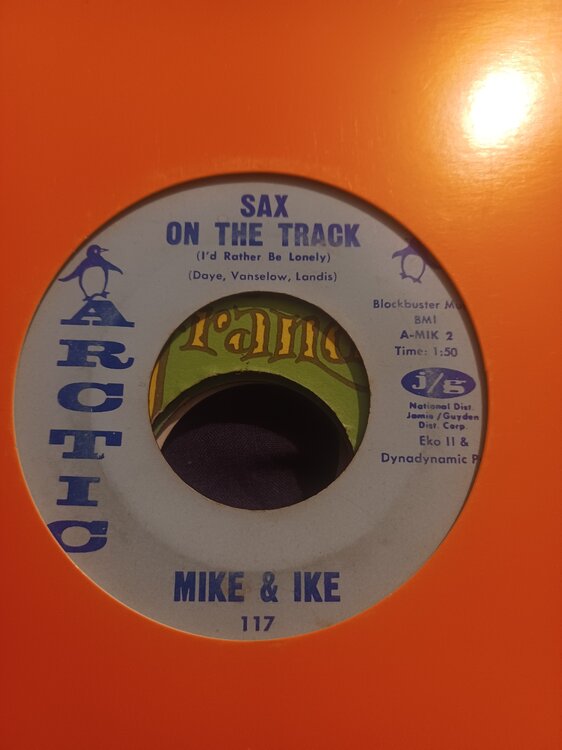 SAX
ON THE TRACK
(I'd Rather Be Lonely)
(Daye, Vanselow, Landis)
ARCTIC
Blockbuster
BMI
A-MIK 2
Time: 1:50
j/g
National Dist.
Jamie/Guyden
Dist. Corp.
Eko II &
Dynadynamic P
MIKE & IKE
117